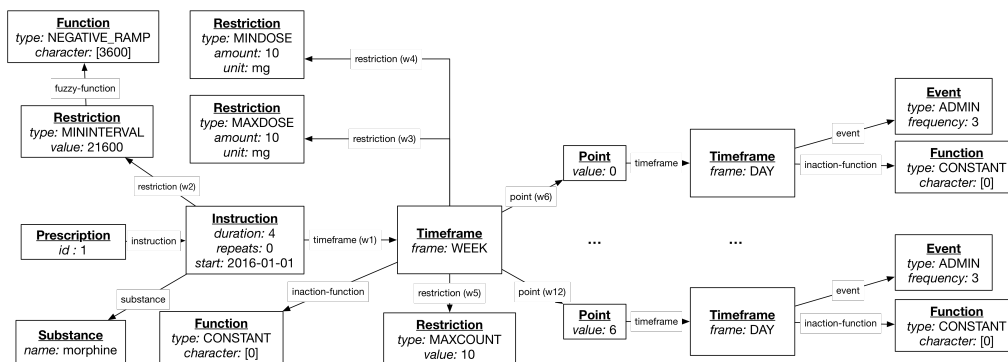 Function
type: NEGATIVE_RAMP
character: [3600]
fuzzy-function
Restriction
type: MININTERVAL
value: 21600
restriction (w2)
Prescription
id : 1
instruction
Instruction
duration: 4
repeats: 0
start: 2016-01-01
substance
Substance
name: morphine
timeframe (w1)
Restriction
type: MINDOSE
amount: 10
unit: mg
restriction (w4)
Restriction
type: MAXDOSE
amount: 10
unit: mg
restriction (w3)
Timeframe
frame: WEEK
inaction-function
Function
type: CONSTANT
character: [0]
restriction (w5)
Restriction
type: MAXCOUNT
value: 10
point (w6)
Point
value: 0
timeframe
Timeframe
frame: DAY
event
Event
type: ADMIN
frequency: 3
inaction-function
Function
type: CONSTANT
character: [0]
...
...
point (w12)
Point
value: 6
timeframe
Timeframe
frame: DAY
event
Event
type: ADMIN
frequency: 3
inaction-function
Function
type: CONSTANT
character: [0]